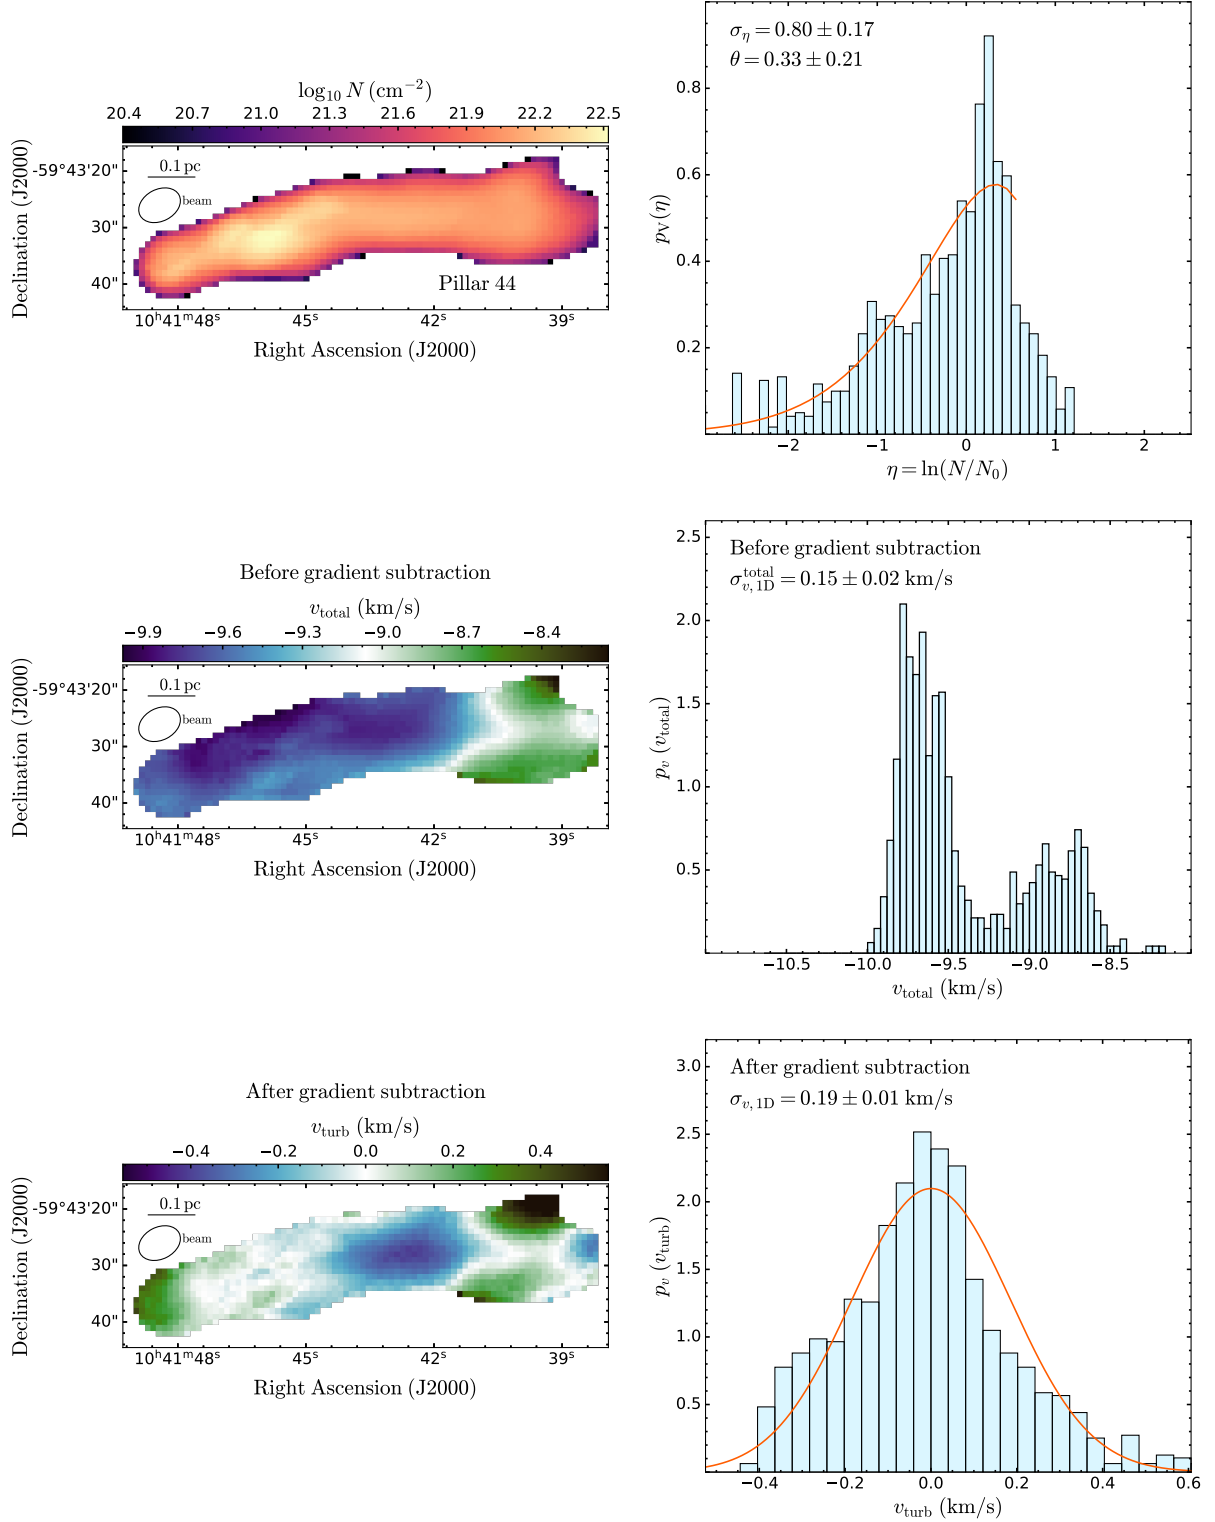 log₁₀ N (cm⁻²)
20.4 20.7 21.0 21.3 21.6 21.9 22.2 22.5
Declination (J2000)
-59°43'20"
30"
40"
0.1 pc
beam
Pillar 44
10ʰ41ᵐ48ˢ 45ˢ 42ˢ 39ˢ
Right Ascension (J2000)
σ_η = 0.80 ± 0.17
θ = 0.33 ± 0.21
p_V(η)
0.8
0.6
0.4
0.2
−2 −1 0 1 2
η = ln(N/N₀)
Before gradient subtraction
v_total (km/s)
−9.9 −9.6 −9.3 −9.0 −8.7 −8.4
Declination (J2000)
-59°43'20"
30"
40"
0.1 pc
beam
10ʰ41ᵐ48ˢ 45ˢ 42ˢ 39ˢ
Right Ascension (J2000)
Before gradient subtraction
σ_{v,1D}^{total} = 0.15 ± 0.02 km/s
p_v (v_total)
2.5
2.0
1.5
1.0
0.5
−10.5 −10.0 −9.5 −9.0 −8.5
v_total (km/s)
After gradient subtraction
v_turb (km/s)
−0.4 −0.2 0.0 0.2 0.4
Declination (J2000)
-59°43'20"
30"
40"
0.1 pc
beam
10ʰ41ᵐ48ˢ 45ˢ 42ˢ 39ˢ
Right Ascension (J2000)
After gradient subtraction
σ_{v,1D} = 0.19 ± 0.01 km/s
p_v (v_turb)
3.0
2.5
2.0
1.5
1.0
0.5
−0.4 −0.2 0.0 0.2 0.4 0.6
v_turb (km/s)